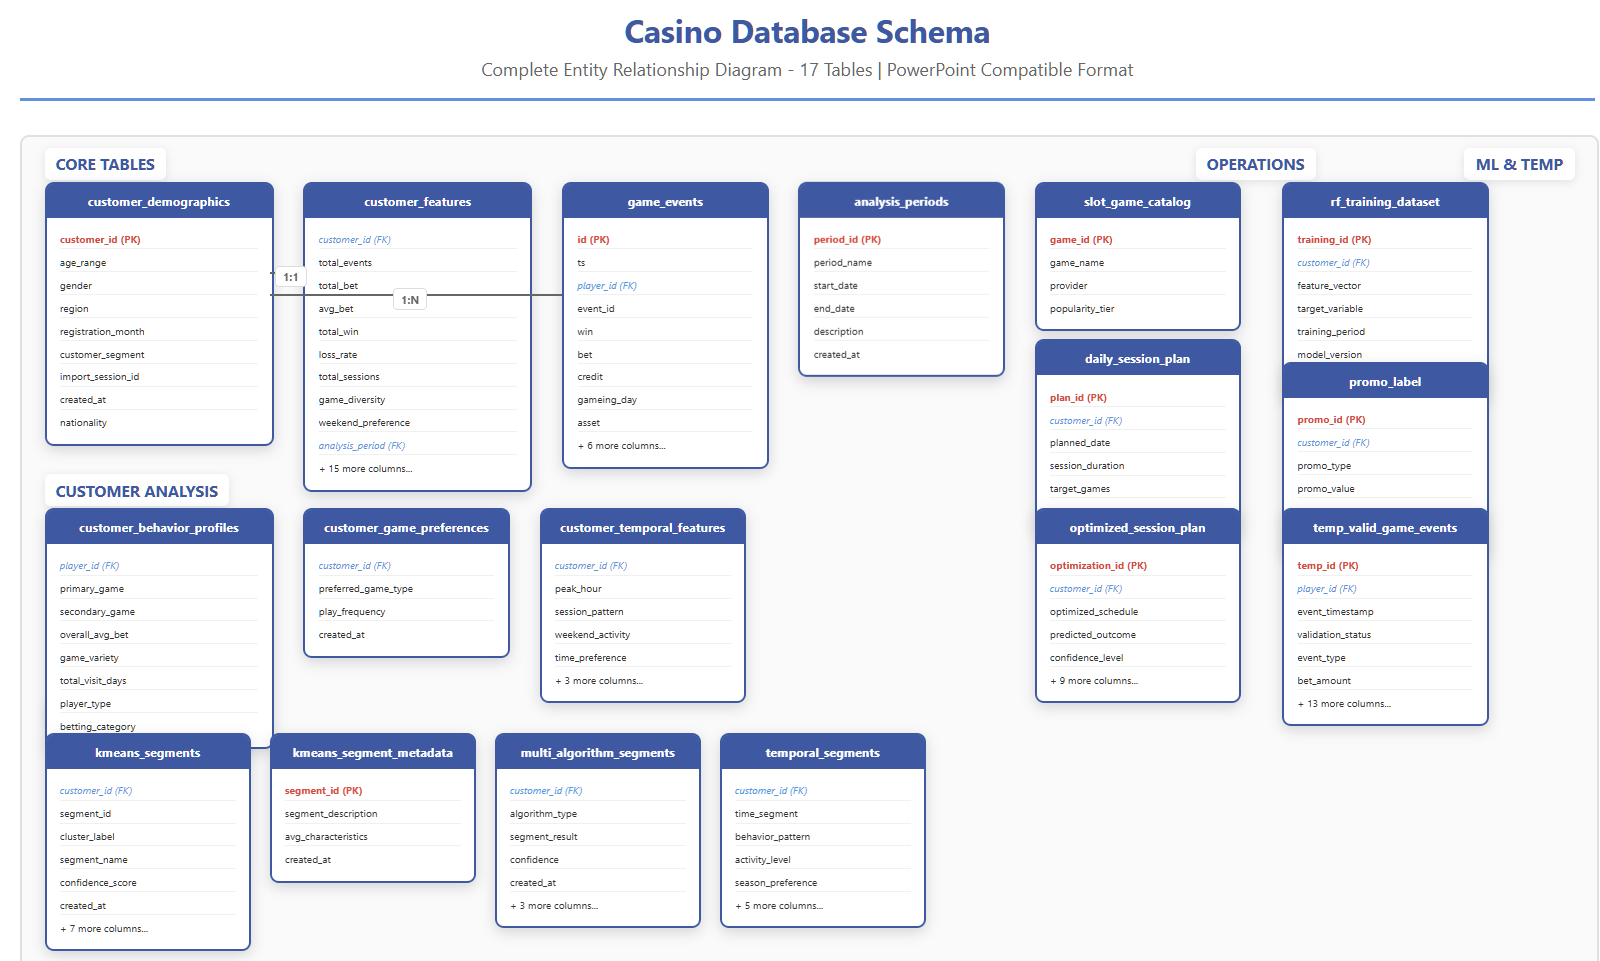 Casino Database Schema
Complete Entity Relationship Diagram - 17 Tables | PowerPoint Compatible Format
CORE TABLES
OPERATIONS
ML & TEMP
customer_demographics
customer_id (PK)
age_range
gender
region
registration_month
customer_segment
import_session_id
created_at
nationality
1:1
1:N
customer_features
customer_id (FK)
total_events
total_bet
avg_bet
total_win
loss_rate
total_sessions
game_diversity
weekend_preference
analysis_period (FK)
+ 15 more columns...
game_events
id (PK)
ts
player_id (FK)
event_id
win
bet
credit
gameing_day
asset
+ 6 more columns...
analysis_periods
period_id (PK)
period_name
start_date
end_date
description
created_at
slot_game_catalog
game_id (PK)
game_name
provider
popularity_tier
rf_training_dataset
training_id (PK)
customer_id (FK)
feature_vector
target_variable
training_period
model_version
daily_session_plan
plan_id (PK)
customer_id (FK)
planned_date
session_duration
target_games
promo_label
promo_id (PK)
customer_id (FK)
promo_type
promo_value
CUSTOMER ANALYSIS
customer_behavior_profiles
player_id (FK)
primary_game
secondary_game
overall_avg_bet
game_variety
total_visit_days
player_type
betting_category
customer_game_preferences
customer_id (FK)
preferred_game_type
play_frequency
created_at
customer_temporal_features
customer_id (FK)
peak_hour
session_pattern
weekend_activity
time_preference
+ 3 more columns...
optimized_session_plan
optimization_id (PK)
customer_id (FK)
optimized_schedule
predicted_outcome
confidence_level
+ 9 more columns...
temp_valid_game_events
temp_id (PK)
player_id (FK)
event_timestamp
validation_status
event_type
bet_amount
+ 13 more columns...
kmeans_segments
customer_id (FK)
segment_id
cluster_label
segment_name
confidence_score
created_at
+ 7 more columns...
kmeans_segment_metadata
segment_id (PK)
segment_description
avg_characteristics
created_at
multi_algorithm_segments
customer_id (FK)
algorithm_type
segment_result
confidence
created_at
+ 3 more columns...
temporal_segments
customer_id (FK)
time_segment
behavior_pattern
activity_level
season_preference
+ 5 more columns...